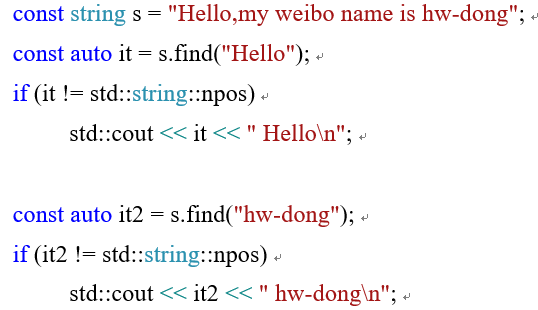 const string s = "Hello,my weibo name is hw-dong";
const auto it = s.find("Hello");
if (it != std::string::npos)
std::cout << it << " Hello\n";
const auto it2 = s.find("hw-dong");
if (it2 != std::string::npos)
std::cout << it2 << " hw-dong\n";